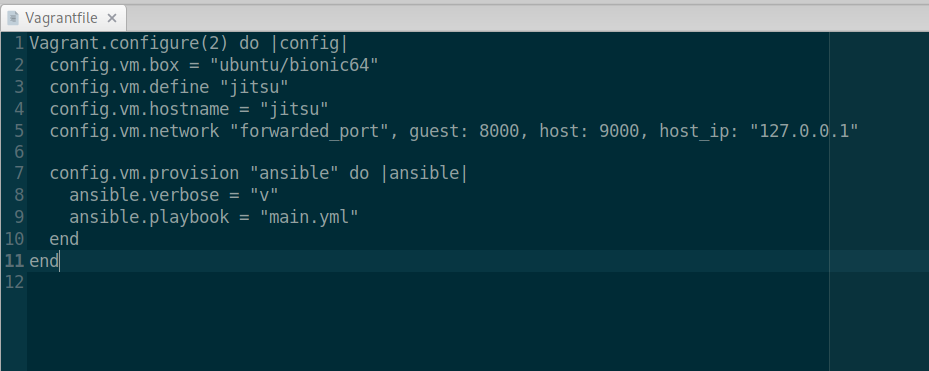 Vagrantfile ×
1 Vagrant.configure(2) do |config|
2   config.vm.box = "ubuntu/bionic64"
3   config.vm.define "jitsu"
4   config.vm.hostname = "jitsu"
5   config.vm.network "forwarded_port", guest: 8000, host: 9000, host_ip: "127.0.0.1"
6
7   config.vm.provision "ansible" do |ansible|
8     ansible.verbose = "v"
9     ansible.playbook = "main.yml"
10   end
11 end
12